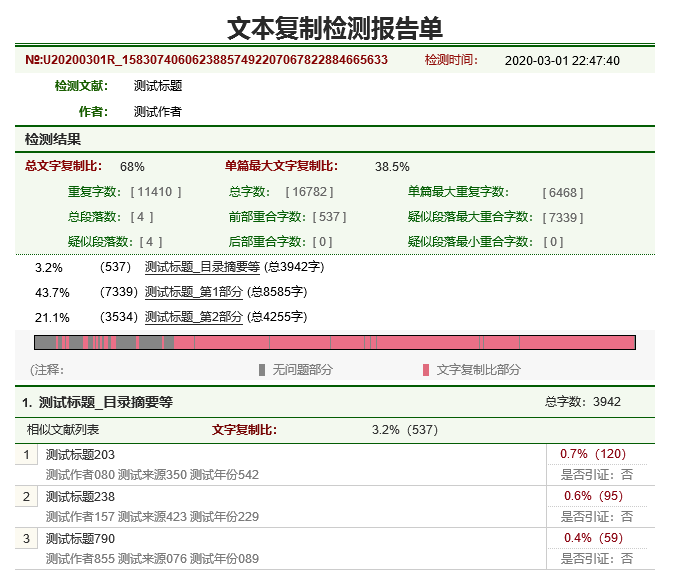 文本复制检测报告单
№:U20200301R_15830740606238857492207067822884665633 检测时间: 2020-03-01 22:47:40
检测文献: 测试标题
作者: 测试作者
检测结果
总文字复制比: 68% 单篇最大文字复制比: 38.5%
重复字数: [ 11410 ] 总字数: [ 16782 ] 单篇最大重复字数: [ 6468 ]
总段落数: [ 4 ] 前部重合字数: [ 537 ] 疑似段落最大重合字数: [ 7339 ]
疑似段落数: [ 4 ] 后部重合字数: [ 0 ] 疑似段落最小重合字数: [ 0 ]
3.2% （537） 测试标题_目录摘要等 (总3942字)
43.7% （7339） 测试标题_第1部分 (总8585字)
21.1% （3534） 测试标题_第2部分 (总4255字)
(注释: 无问题部分 文字复制比部分
1. 测试标题_目录摘要等 总字数: 3942
相似文献列表 文字复制比: 3.2%（537）
1 测试标题203 0.7%（120）
测试作者080 测试来源350 测试年份542 是否引证: 否
2 测试标题238 0.6%（95）
测试作者157 测试来源423 测试年份229 是否引证: 否
3 测试标题790 0.4%（59）
测试作者855 测试来源076 测试年份089 是否引证: 否